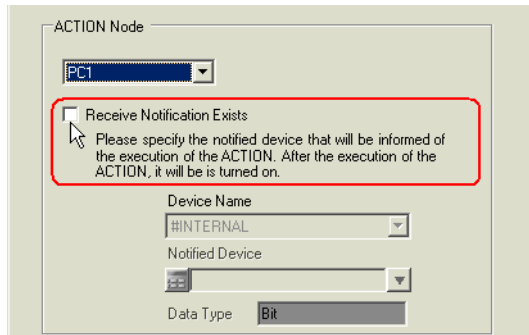 ACTION Node
PC1
Receive Notification Exists
Please specify the notified device that will be informed of
the execution of the ACTION. After the execution of the
ACTION, it will be is turned on.
Device Name
#INTERNAL
Notified Device
Data Type Bit